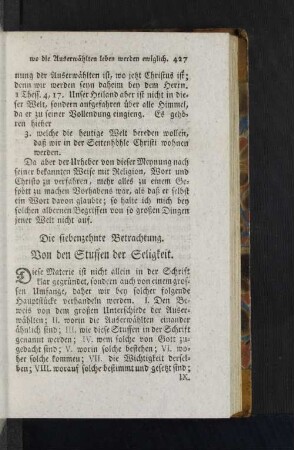 wo die Auserwählten leben werden ewiglich. 427
nung der Auserwählten ist, wo jetzt Christus ist;
denn wir werden seyn daheim bey dem Herrn,
1 Thess. 4, 17. Unser Heiland aber ist nicht in die-
ser Welt, sondern aufgefahren über alle Himmel,
da er zu seiner Vollendung eingieng. Es gehö-
ren hieher
3. welche die heutige Welt bereden wollen,
daß wir in der Seitenhöhle Christi wohnen
werden.
Da aber der Urheber von dieser Meynung nach
seiner bekannten Weise mit Religion, Wort und
Christo zu verfahren, mehr alles zu einem Ge-
spött zu machen Vorhabens war, als daß er selbst
ein Wort davon glaubte; so halte ich mich bey
solchen albernen Begriffen von so großen Dingen
jener Welt nicht auf.
Die siebenzehnte Betrachtung.
Von den Stuffen der Seligkeit.
Diese Materie ist nicht allein in der Schrift
klar gegründet, sondern auch von einem gros-
sen Umfange, daher wir bey solcher folgende
Hauptstücke verhandeln werden. I. Den Be-
weis von dem großen Unterschiede der Auser-
wählten; II. worin die Auserwählten einander
ähnlich sind; III. wie diese Stuffen in der Schrift
genannt werden; IV. wem solche von Gott zu-
gedacht sind; V. worin solche bestehen; VI. wo-
her solche kommen; VII. die Wichtigkeit dersel-
ben; VIII. worauf solche bestimmt und gesetzt sind;
IX.